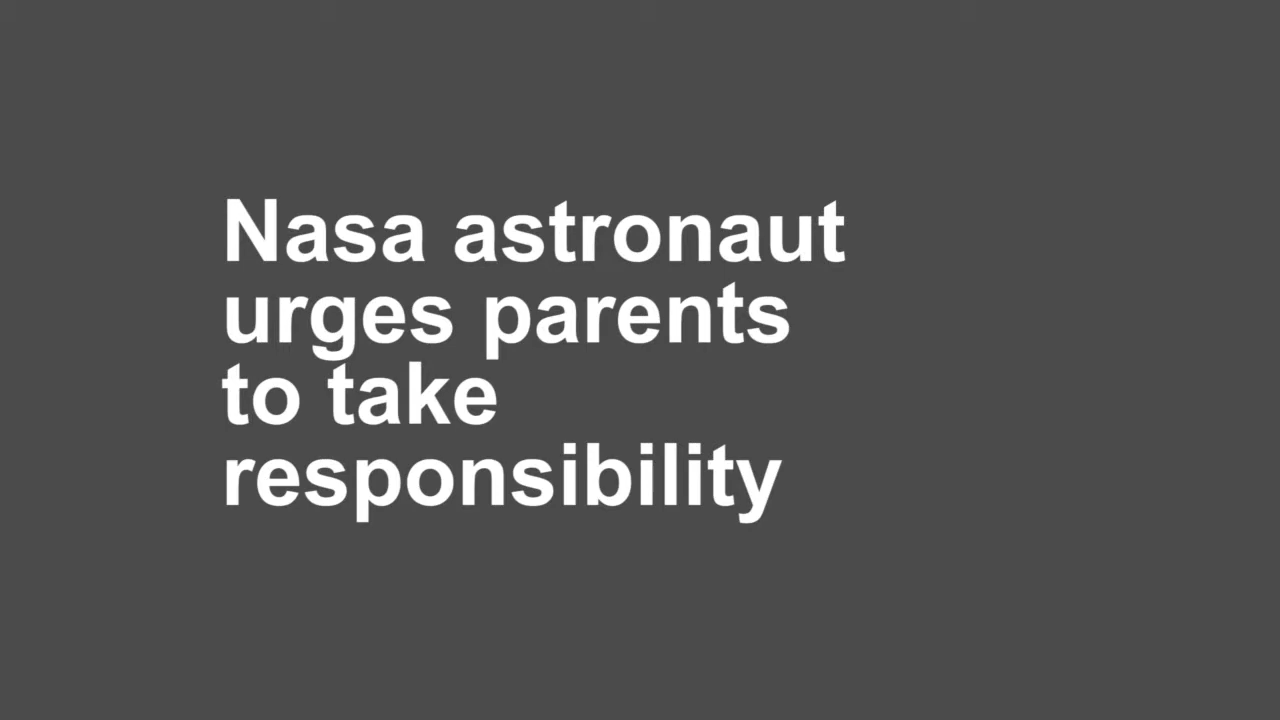 Nasa astronaut
urges parents
to take
responsibility